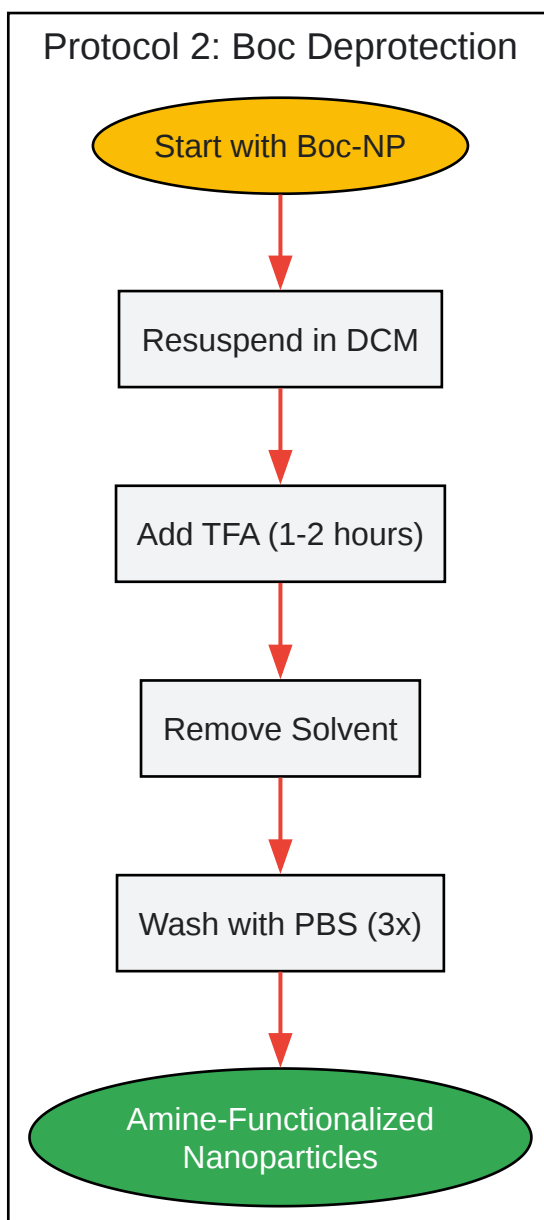 Protocol 2: Boc Deprotection
Start with Boc-NP
Resuspend in DCM
Add TFA (1-2 hours)
Remove Solvent
Wash with PBS (3x)
Amine-Functionalized
Nanoparticles